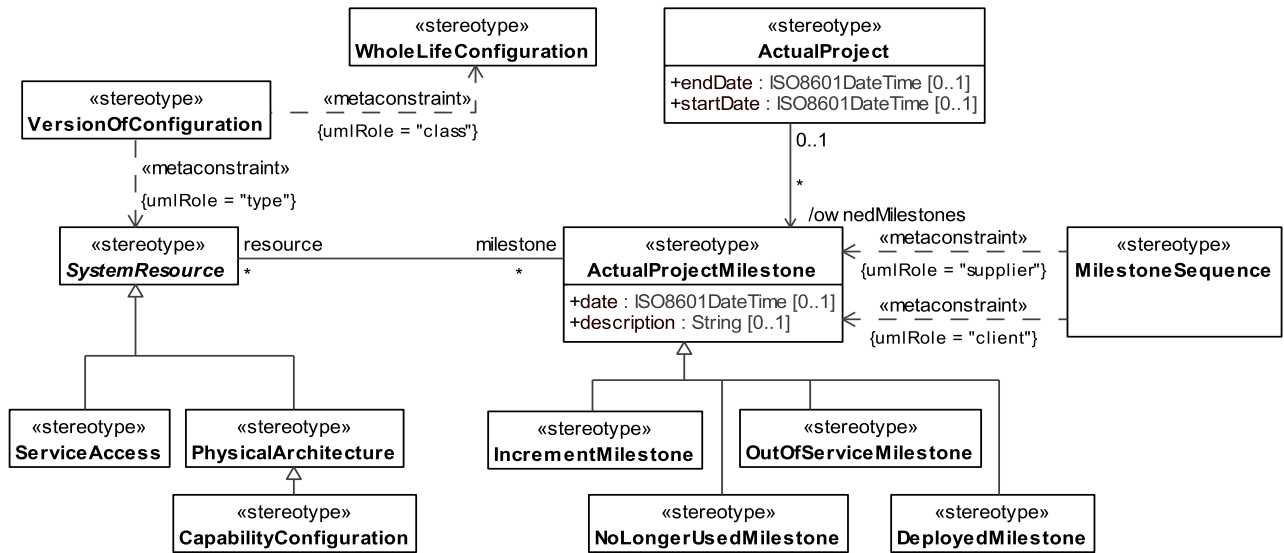 «stereotype»
WholeLifeConfiguration
«stereotype»
ActualProject
+endDate : ISO8601DateTime [0..1]
+startDate : ISO8601DateTime [0..1]
«stereotype»
VersionOfConfiguration
«metaconstraint»
{umlRole = "class"}
«metaconstraint»
{umlRole = "type"}
0..1
*
/ow nedMilestones
«stereotype»
SystemResource
resource
*
milestone
*
«stereotype»
ActualProjectMilestone
+date : ISO8601DateTime [0..1]
+description : String [0..1]
«metaconstraint»
{umlRole = "supplier"}
«metaconstraint»
{umlRole = "client"}
«stereotype»
MilestoneSequence
«stereotype»
ServiceAccess
«stereotype»
PhysicalArchitecture
«stereotype»
IncrementMilestone
«stereotype»
OutOfServiceMilestone
«stereotype»
CapabilityConfiguration
«stereotype»
NoLongerUsedMilestone
«stereotype»
DeployedMilestone